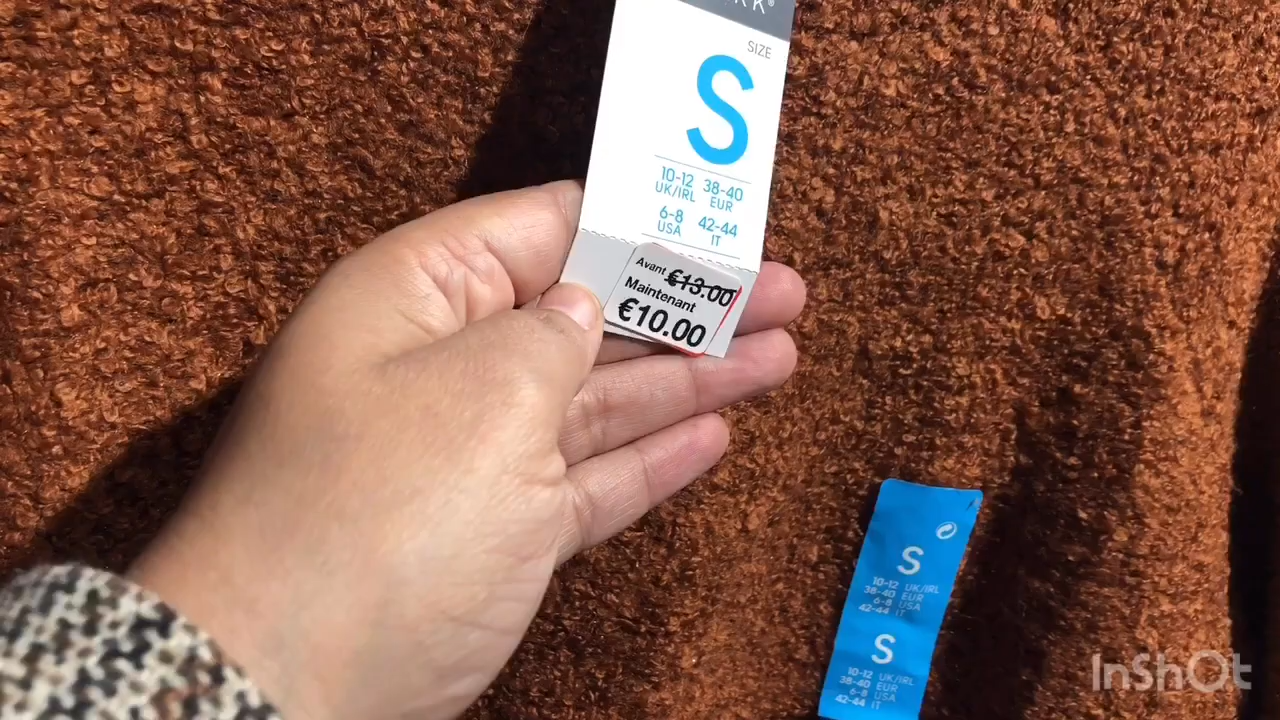 SIZE
S
10-12 38-40
UK/IRL EUR
6-8 42-44
USA IT
Avant €13.00
Maintenant
€10.00
S
10-12 UK/IRL
38-40 EUR
6-8 USA
42-44 IT
S
10-12 UK/IRL
38-40 EUR
6-8 USA
42-44 IT
InShOt